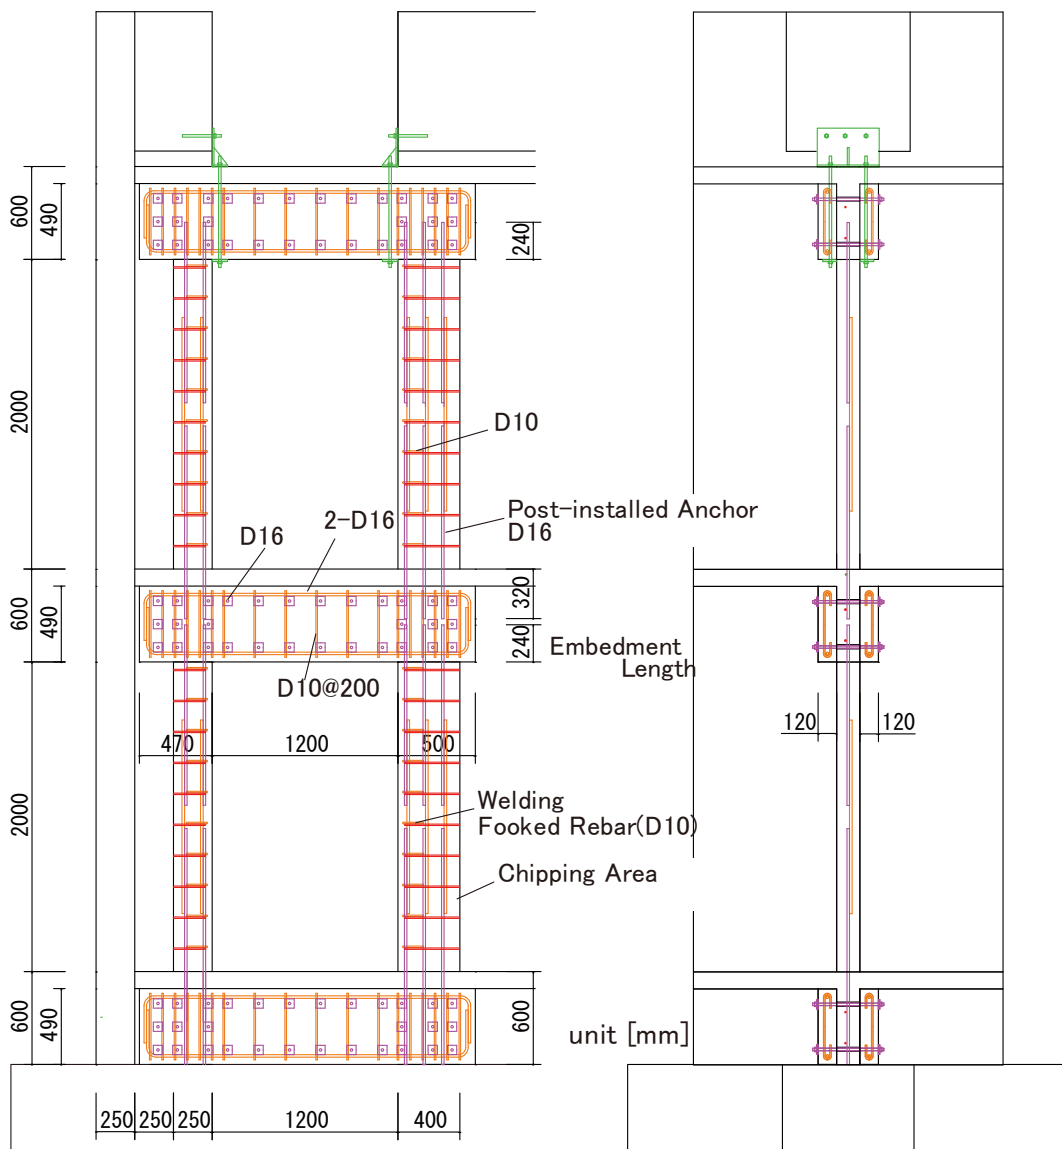 600
490
240
2000
D10
Post-installed Anchor
D16
2-D16
D16
320
600
490
240
Embedment
Length
D10@200
120
120
470
1200
500
2000
Welding
Fooked Rebar(D10)
Chipping Area
600
490
600
unit [mm]
250
250
250
1200
400